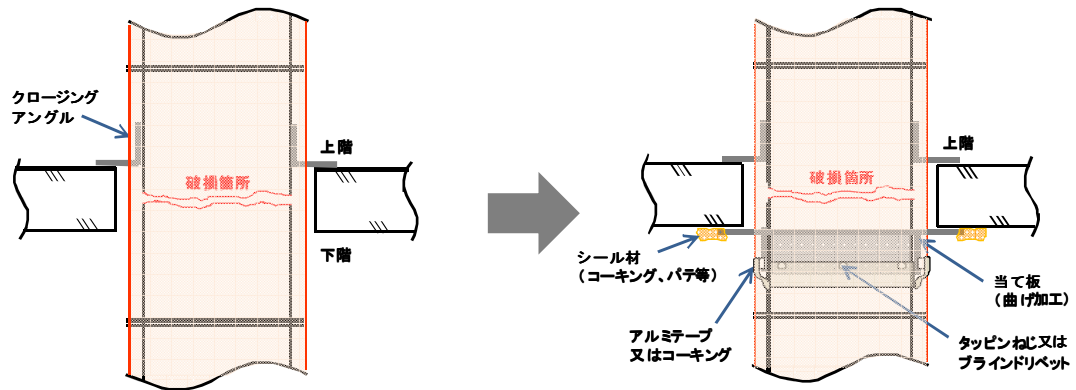 クロージング
アングル
上階
破損箇所
下階
上階
破損箇所
シール材
（コーキング、パテ等）
当て板
（曲げ加工）
アルミテープ
又はコーキング
タッピンねじ又は
ブラインドリベット